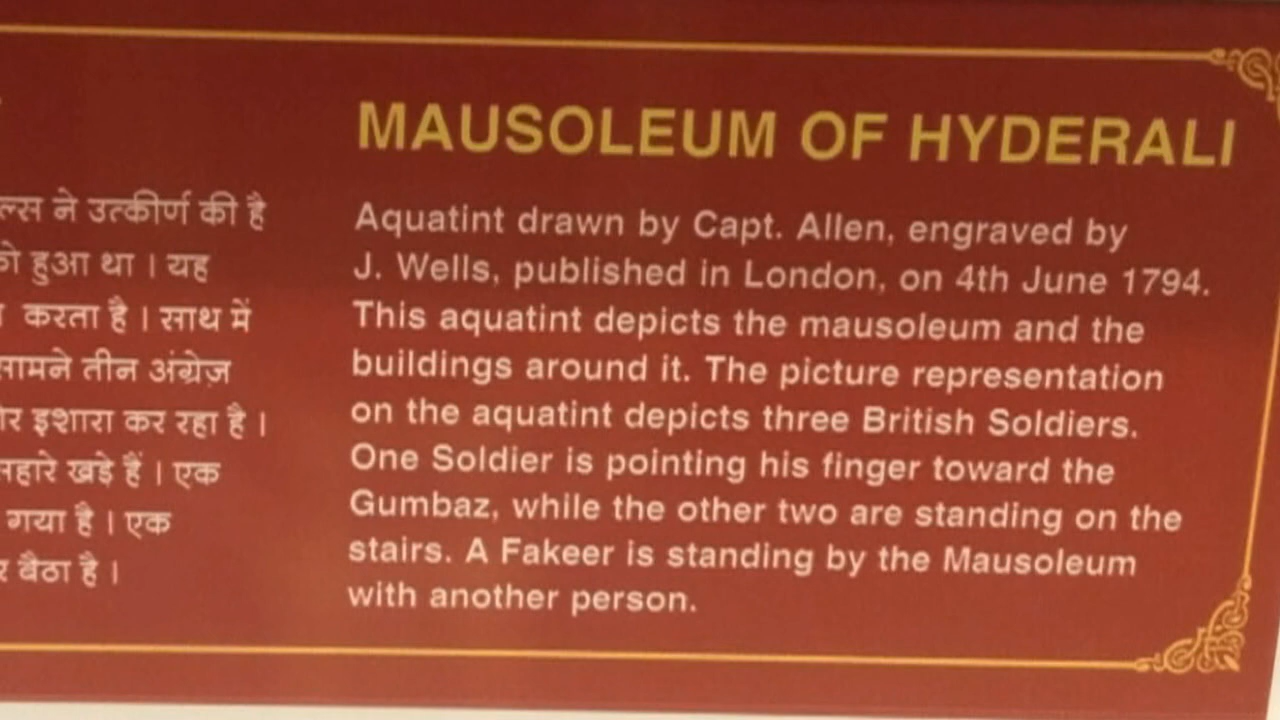 ल्स ने उत्कीर्ण की है
को हुआ था । यह
करता है । साथ में
सामने तीन अंग्रेज़
ओर इशारा कर रहा है ।
सहारे खड़े हैं । एक
गया है । एक
बैठा है ।
MAUSOLEUM OF HYDERALI
Aquatint drawn by Capt. Allen, engraved by
J. Wells, published in London, on 4th June 1794.
This aquatint depicts the mausoleum and the
buildings around it. The picture representation
on the aquatint depicts three British Soldiers.
One Soldier is pointing his finger toward the
Gumbaz, while the other two are standing on the
stairs. A Fakeer is standing by the Mausoleum
with another person.